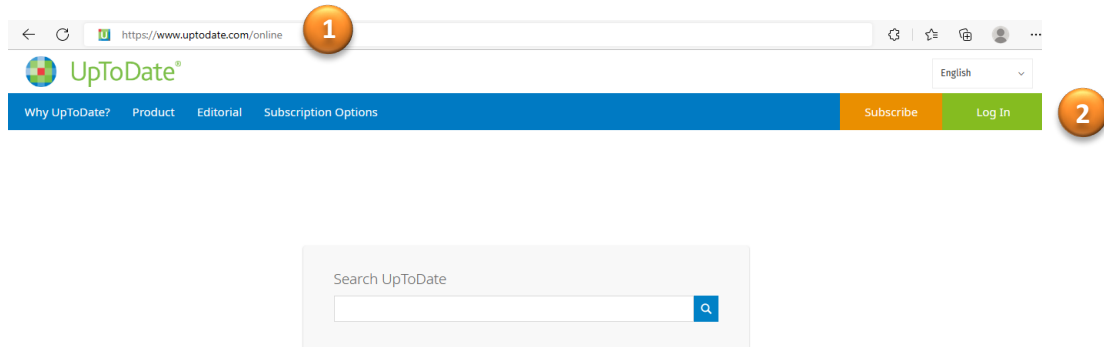 https://www.uptodate.com/online
1
UpToDate®
English
Why UpToDate? Product Editorial Subscription Options Subscribe Log In
2
Search UpToDate